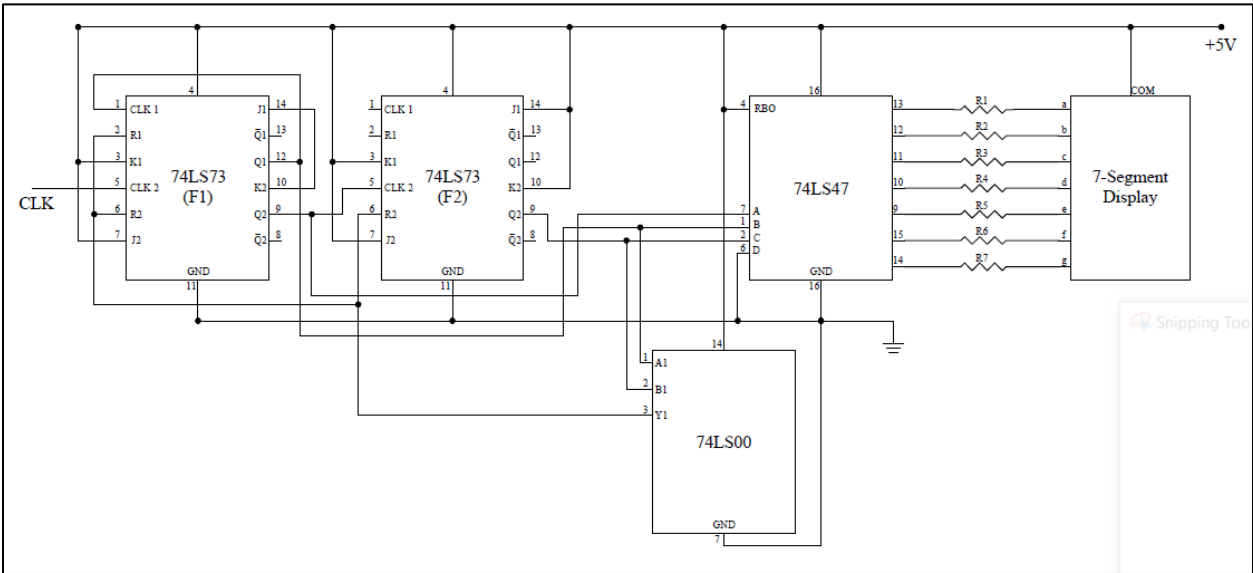 +5V
CLK
4
1 CLK 1 J1 14
2 R1 Q̅1 13
3 K1 Q1 12
5 CLK 2 K2 10
6 R2 Q2 9
7 J2 Q̅2 8
74LS73
(F1)
GND
11
4
1 CLK 1 J1 14
2 R1 Q̅1 13
3 K1 Q1 12
5 CLK 2 K2 10
6 R2 Q2 9
7 J2 Q̅2 8
74LS73
(F2)
GND
11
16
4 RBO
74LS47
7 A
1 B
2 C
6 D
GND
16
13 R1 a
12 R2 b
11 R3 c
10 R4 d
9 R5 e
15 R6 f
14 R7 g
COM
7-Segment
Display
14
1 A1
2 B1
3 Y1
74LS00
GND
7
Snipping Too